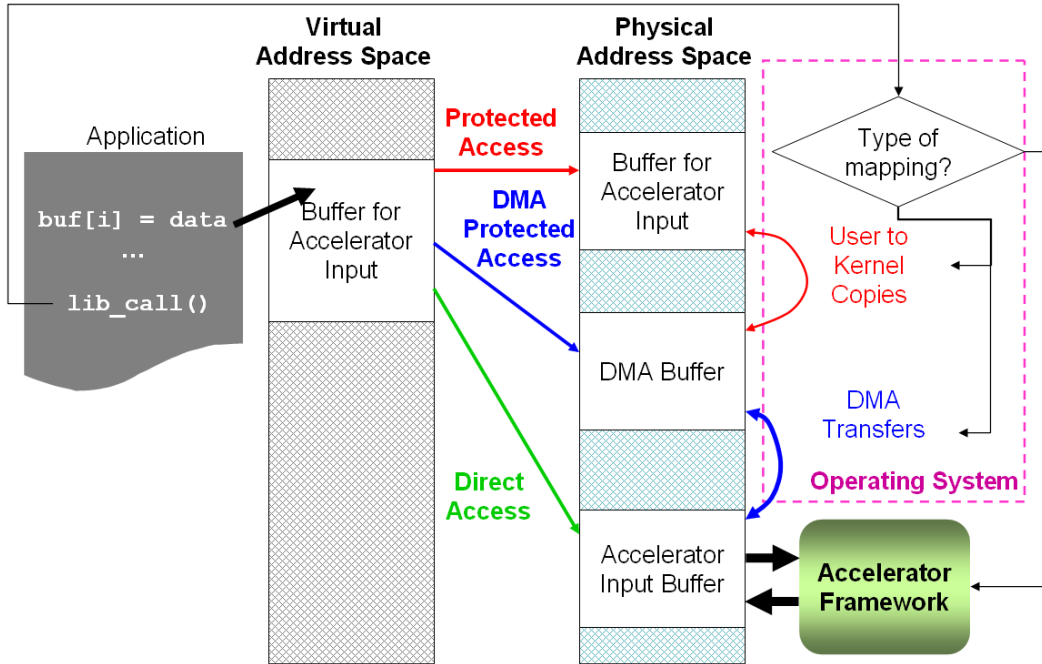 Virtual
Address Space
Physical
Address Space
Application
buf[i] = data
…
lib_call()
Buffer for
Accelerator
Input
Protected
Access
DMA
Protected
Access
Direct
Access
Buffer for
Accelerator
Input
DMA Buffer
Accelerator
Input Buffer
Type of
mapping?
User to
Kernel
Copies
DMA
Transfers
Operating System
Accelerator
Framework